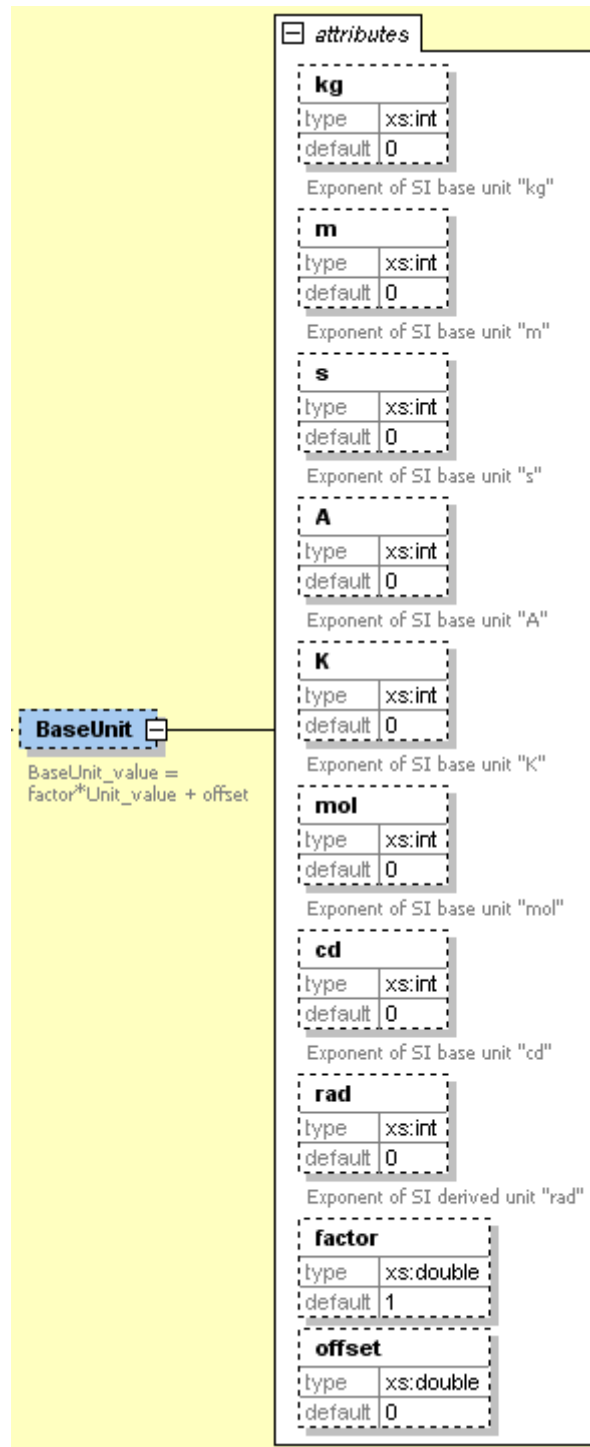 attributes
kg
type xs:int
default 0
Exponent of SI base unit "kg"
m
type xs:int
default 0
Exponent of SI base unit "m"
s
type xs:int
default 0
Exponent of SI base unit "s"
A
type xs:int
default 0
Exponent of SI base unit "A"
K
type xs:int
default 0
Exponent of SI base unit "K"
BaseUnit
BaseUnit_value =
factor*Unit_value + offset
mol
type xs:int
default 0
Exponent of SI base unit "mol"
cd
type xs:int
default 0
Exponent of SI base unit "cd"
rad
type xs:int
default 0
Exponent of SI derived unit "rad"
factor
type xs:double
default 1
offset
type xs:double
default 0